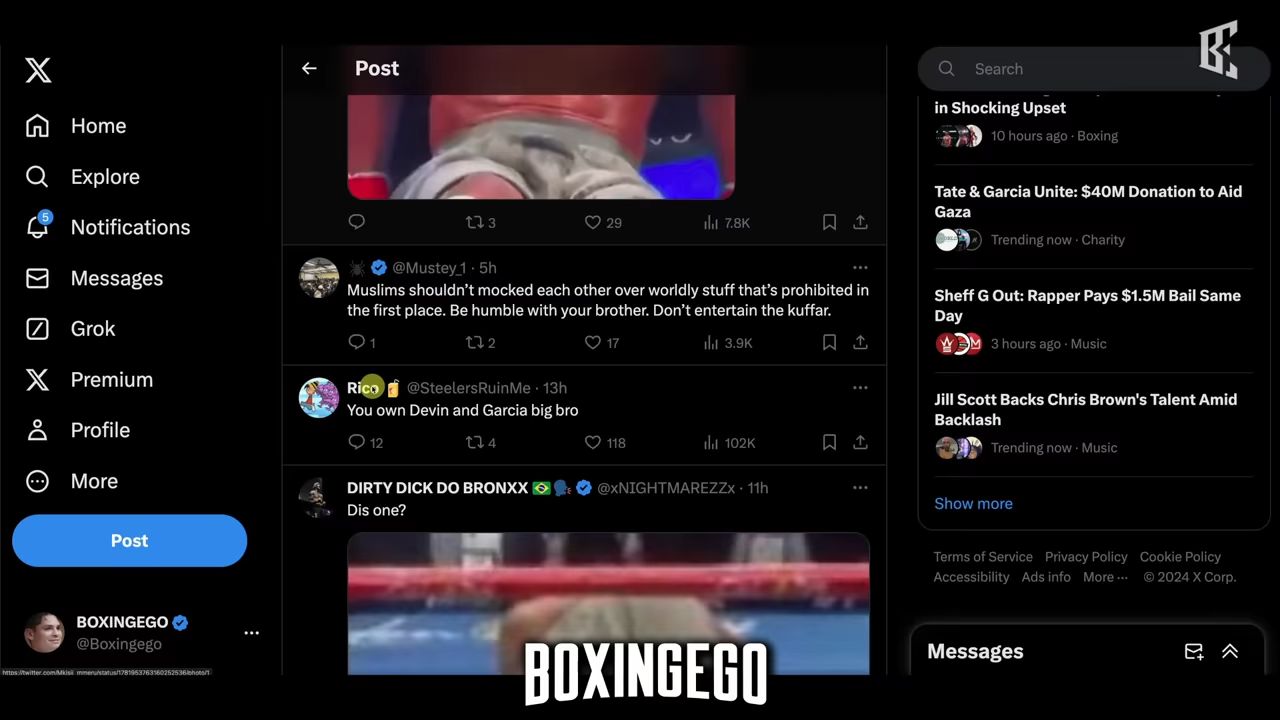 Home
Explore
5
Notifications
Messages
Grok
Premium
Profile
More
Post
BOXINGEGO
@Boxingego
Post
3
29
7.8K
@Mustey_1 · 5h
Muslims shouldn't mocked each other over worldly stuff that's prohibited in
the first place. Be humble with your brother. Don't entertain the kuffar.
1
2
17
3.9K
Rico @SteelersRuinMe · 13h
You own Devin and Garcia big bro
12
4
118
102K
DIRTY DICK DO BRONXX @xNIGHTMAREZZx · 11h
Dis one?
BOXINGEGO
Search
in Shocking Upset
10 hours ago · Boxing
Tate & Garcia Unite: $40M Donation to Aid
Gaza
Trending now · Charity
Sheff G Out: Rapper Pays $1.5M Bail Same
Day
3 hours ago · Music
Jill Scott Backs Chris Brown's Talent Amid
Backlash
Trending now · Music
Show more
Terms of Service Privacy Policy Cookie Policy
Accessibility Ads info More ··· © 2024 X Corp.
Messages